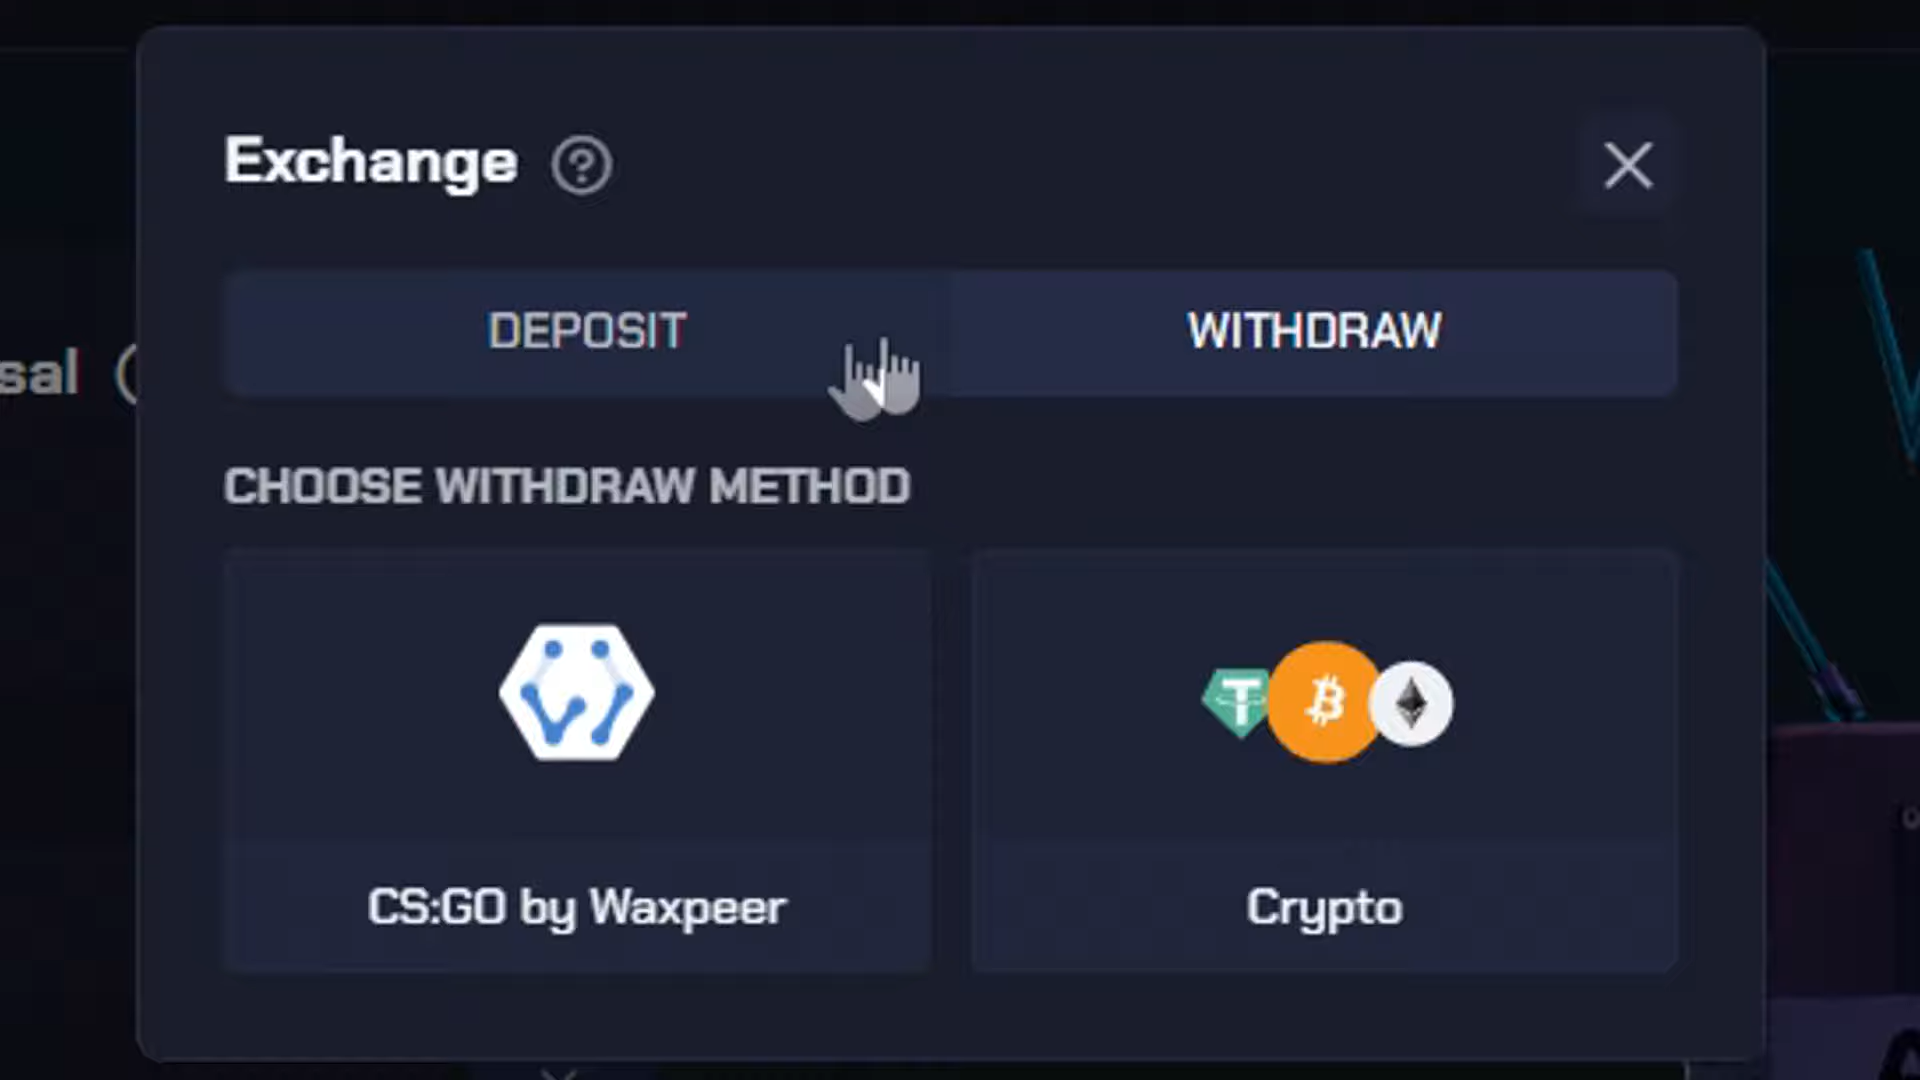 Exchange
DEPOSIT WITHDRAW
sal
CHOOSE WITHDRAW METHOD
CS:GO by Waxpeer
Crypto